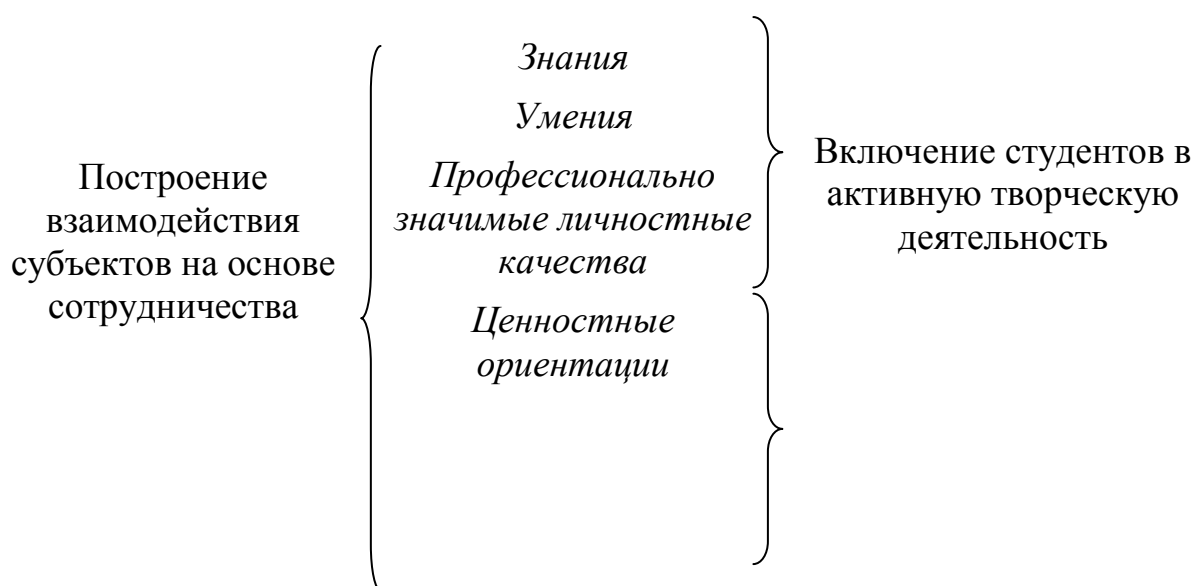 Построение
взаимодействия
субъектов на основе
сотрудничества
Знания
Умения
Профессионально
значимые личностные
качества
Ценностные
ориентации
Включение студентов в
активную творческую
деятельность